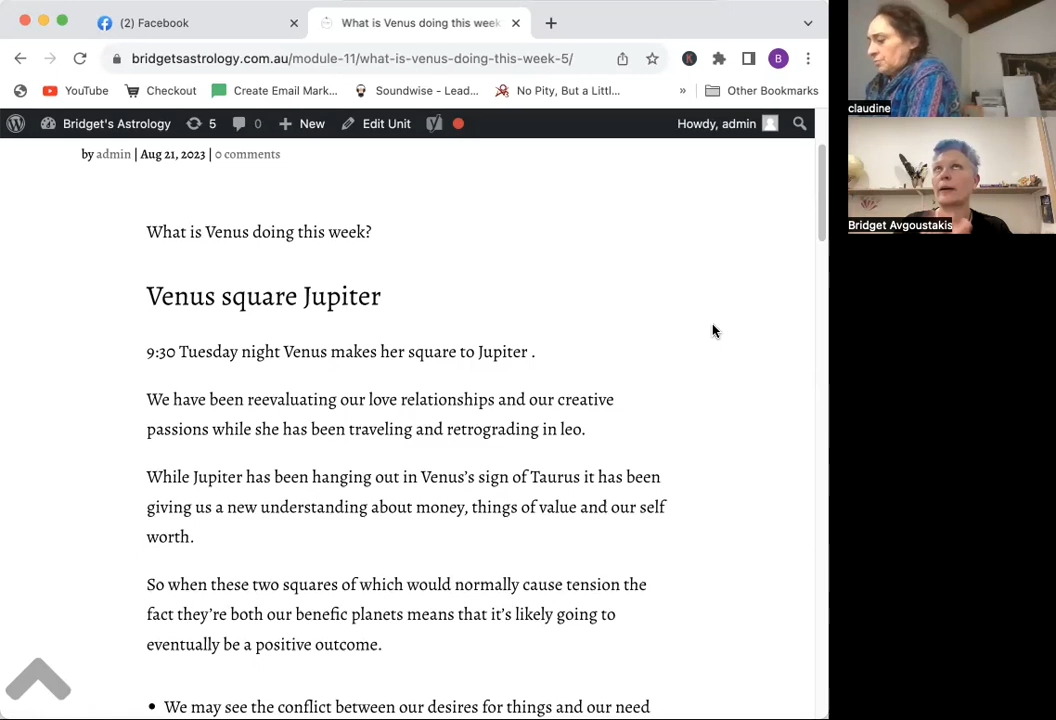 (2) Facebook
What is Venus doing this week
bridgetsastrology.com.au/module-11/what-is-venus-doing-this-week-5/
B
YouTube
Checkout
Create Email Mark...
Soundwise - Lead...
No Pity, But a Littl...
»
Other Bookmarks
Bridget's Astrology
5
0
New
Edit Unit
Howdy, admin
by admin | Aug 21, 2023 | 0 comments
What is Venus doing this week?
Venus square Jupiter
9:30 Tuesday night Venus makes her square to Jupiter .
We have been reevaluating our love relationships and our creative
passions while she has been traveling and retrograding in leo.
While Jupiter has been hanging out in Venus's sign of Taurus it has been
giving us a new understanding about money, things of value and our self
worth.
So when these two squares of which would normally cause tension the
fact they're both our benefic planets means that it's likely going to
eventually be a positive outcome.
• We may see the conflict between our desires for things and our need
claudine
Bridget Avgoustakis